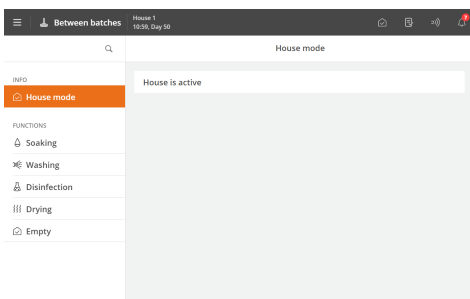 Between batches
House 1
10:59, Day 50
7
House mode
INFO
House mode
House is active
FUNCTIONS
Soaking
Washing
Disinfection
Drying
Empty